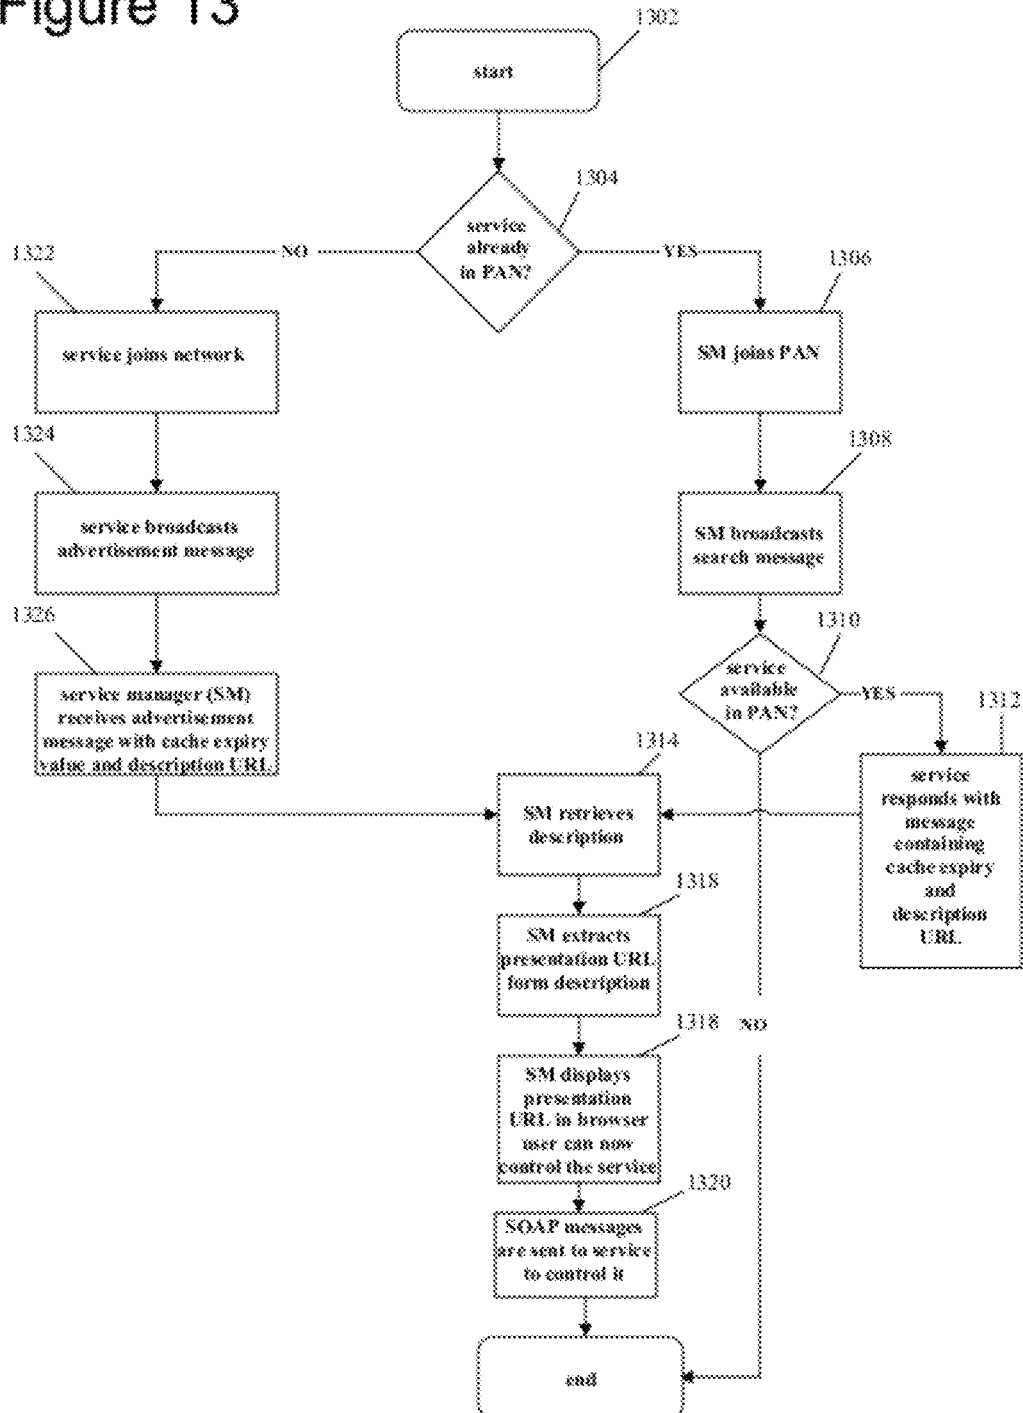 Figure 13
1302
start
1304
service
already
in PAN?
NO
YES
1322
service joins network
1306
SM joins PAN
1324
service broadcasts
advertisement message
1308
SM broadcasts
search message
1326
service manager (SM)
receives advertisement
message with cache expiry
value and description URL
1310
service
available
in PAN?
YES
1312
service
responds with
message
containing
cache expiry
and
description
URL
1314
SM retrieves
description
1318
SM extracts
presentation URL
form description
1318
NO
SM displays
presentation
URL in browser
user can now
control the service
1320
SOAP messages
are sent to service
to control it
end